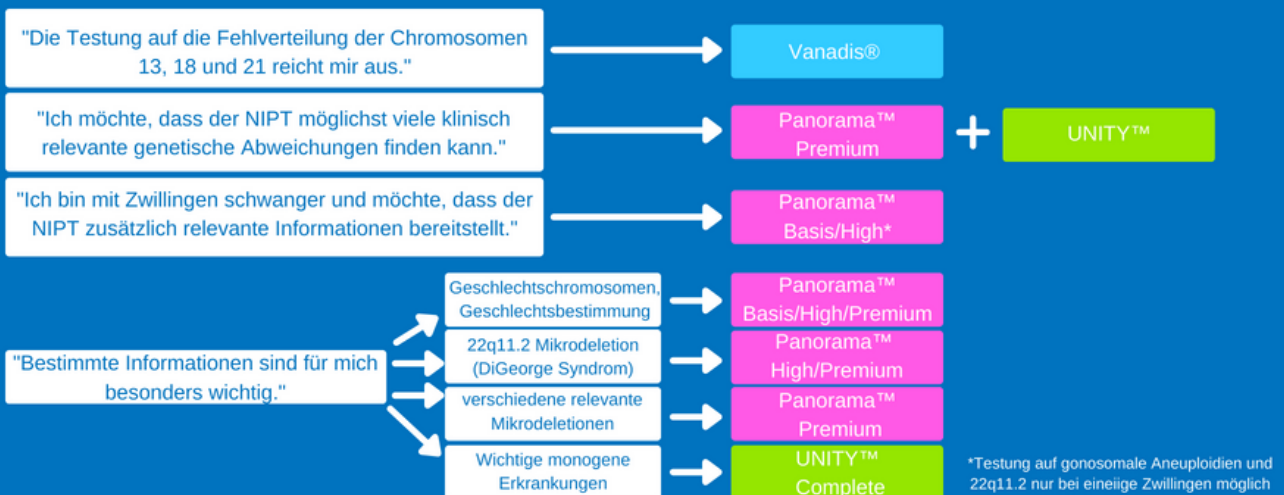 "Die Testung auf die Fehlverteilung der Chromosomen
13, 18 und 21 reicht mir aus."
Vanadis®
"Ich möchte, dass der NIPT möglichst viele klinisch
relevante genetische Abweichungen finden kann."
Panorama™
Premium
+
UNITY™
"Ich bin mit Zwillingen schwanger und möchte, dass der
NIPT zusätzlich relevante Informationen bereitstellt."
Panorama™
Basis/High*
"Bestimmte Informationen sind für mich
besonders wichtig."
Geschlechtschromosomen,
Geschlechtsbestimmung
Panorama™
Basis/High/Premium
22q11.2 Mikrodeletion
(DiGeorge Syndrom)
Panorama™
High/Premium
verschiedene relevante
Mikrodeletionen
Panorama™
Premium
Wichtige monogene
Erkrankungen
UNITY™
Complete
*Testung auf gonosomale Aneuploidien und
22q11.2 nur bei eineiige Zwillingen möglich